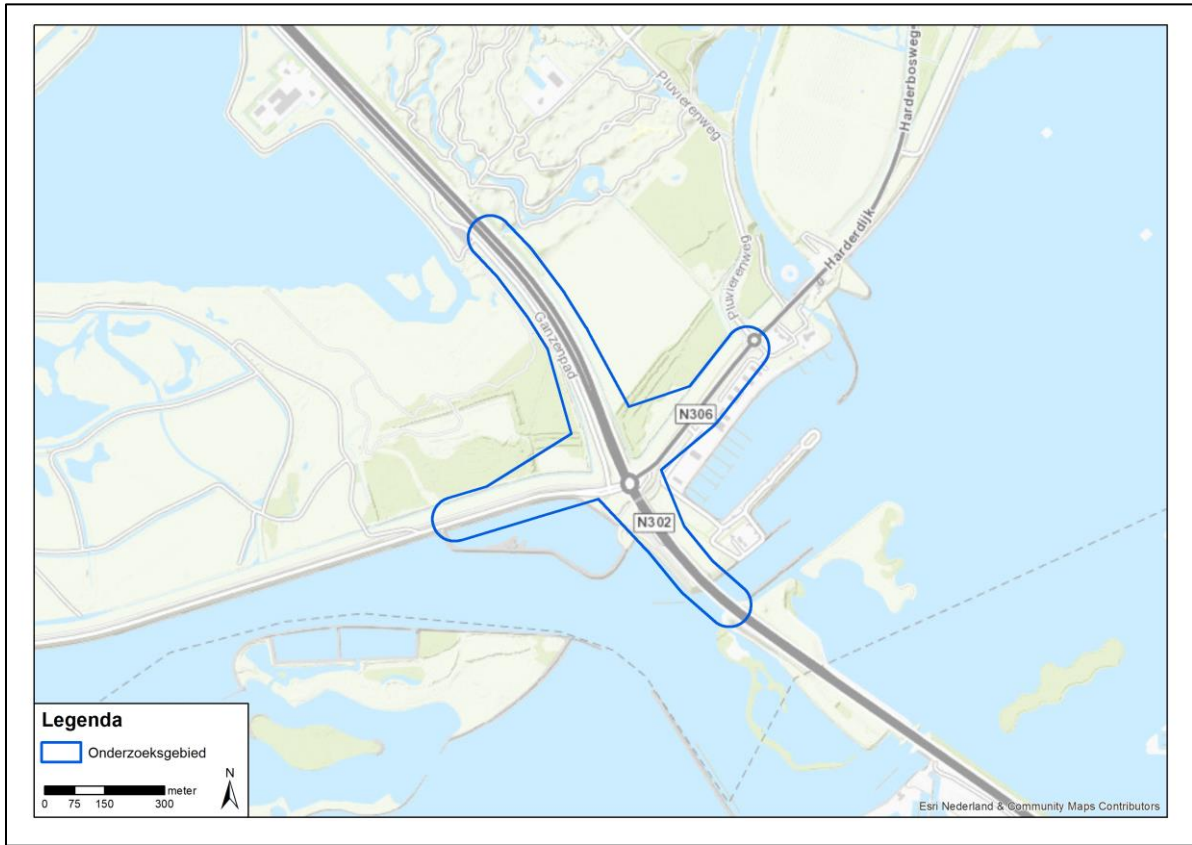 Harderbosweg
Pluvierenweg
Harderdijk
Pluvierenweg
Ganzenpad
N306
N302
Legenda
Onderzoeksgebied
meter
0 75 150 300
N
Esri Nederland & Community Maps Contributors